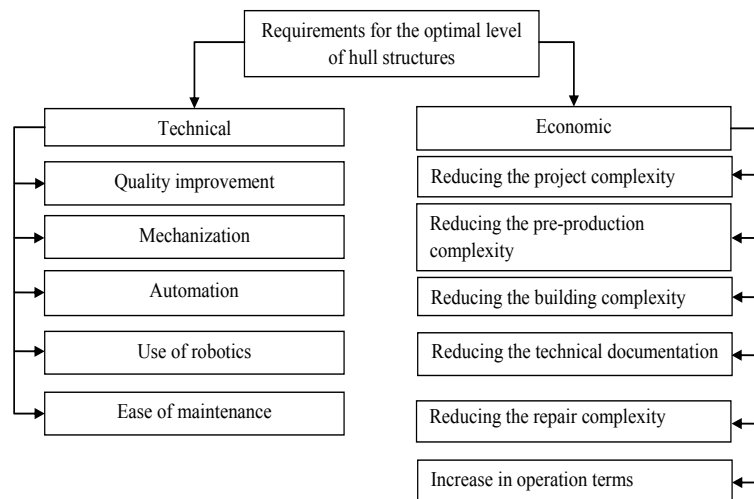 Requirements for the optimal level
of hull structures
Technical
Quality improvement
Mechanization
Automation
Use of robotics
Ease of maintenance
Economic
Reducing the project complexity
Reducing the pre-production
complexity
Reducing the building complexity
Reducing the technical documentation
Reducing the repair complexity
Increase in operation terms